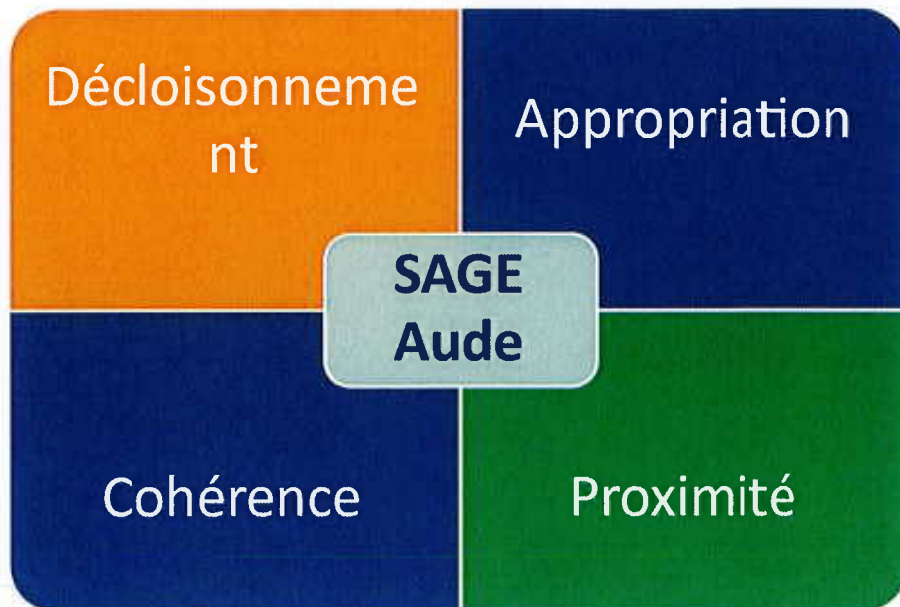 Décloisonneme
nt
Appropriation
SAGE
Aude
Cohérence
Proximité